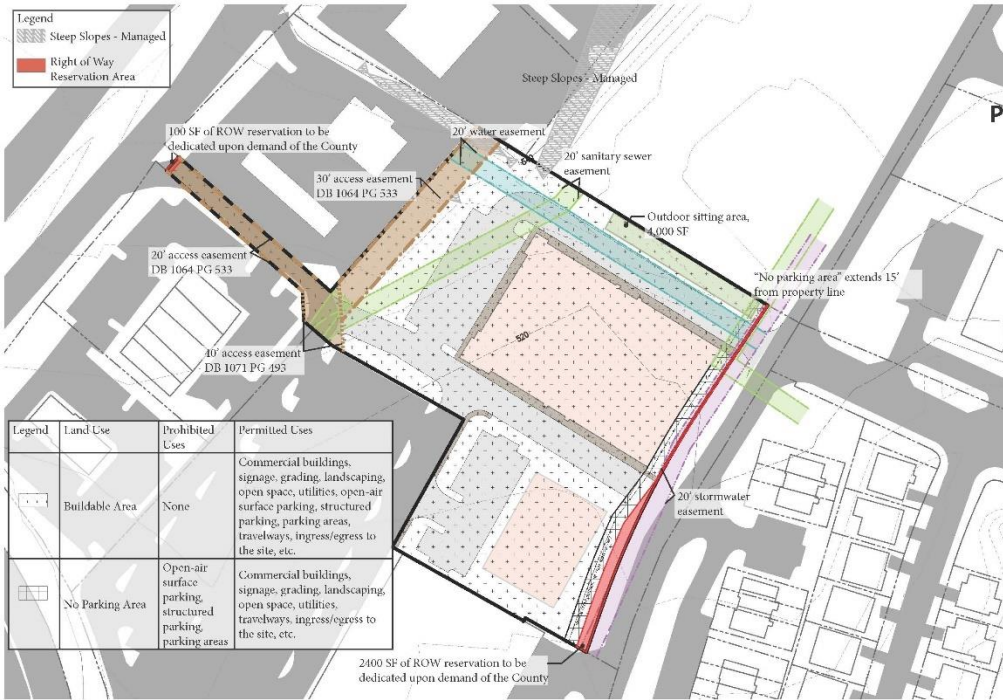 Legend
Steep Slopes - Managed
Right of Way
Reservation Area
Steep Slopes - Managed
P
100 SF of ROW reservation to be
dedicated upon demand of the County
20' water easement
20' sanitary sewer
easement
30' access easement
DB 1064 PG 533
Outdoor sitting area,
4,000 SF
20' access easement
DB 1064 PG 533
"No parking area" extends 15'
from property line
520
40' access easement
DB 1071 PG 493
20' stormwater
easement
Legend Land Use Prohibited Uses Permitted Uses
Buildable Area
None
Commercial buildings,
signage, grading, landscaping,
open space, utilities, open-air
surface parking, structured
parking, parking areas,
travelways, ingress/egress to
the site, etc.
No Parking Area
Open-air
surface
parking,
structured
parking,
parking areas
Commercial buildings,
signage, grading, landscaping,
open space, utilities,
travelways, ingress/egress to
the site, etc.
2400 SF of ROW reservation to be
dedicated upon demand of the County